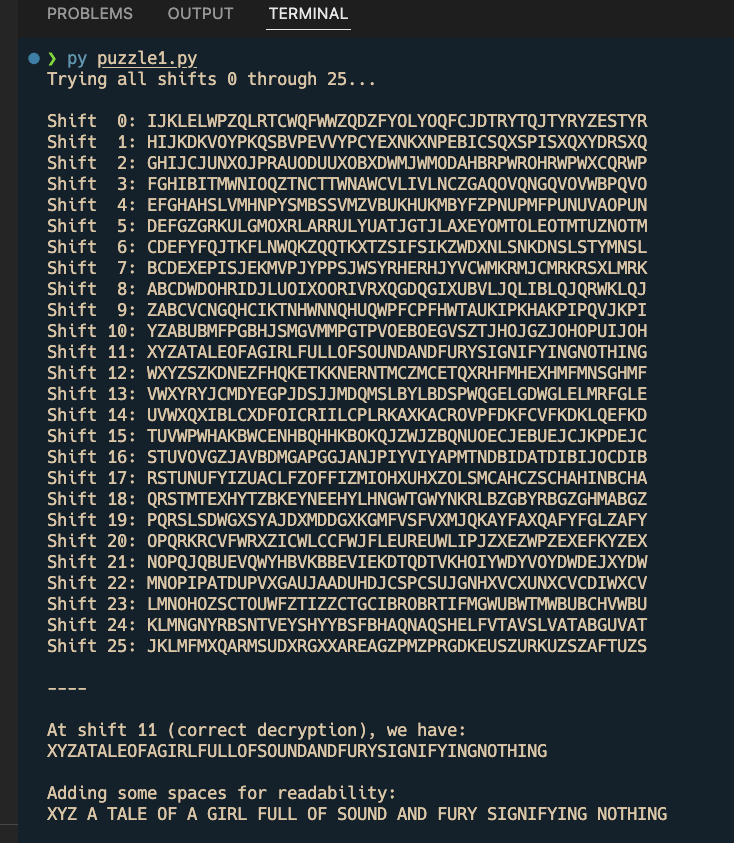 PROBLEMS OUTPUT TERMINAL
❯ py puzzle1.py
Trying all shifts 0 through 25...
Shift  0: IJKLELWPZQLRTCWQFWWZQDZFYOLYOQFCJDTRYTQJTYRYZESTYR
Shift  1: HIJKDKVOYPKQSBVPEVVYPCYEXNKXNPEBICSQXSPISXQXYDRSXQ
Shift  2: GHIJCJUNXOJPRAUODUUXOBXDWMJWMODAHBRPWROHRWPWXCQRWP
Shift  3: FGHIBITMWNIOQZTNCTTWNAWCVLIVLNCZGAQOVQNGQVOVWBPQVO
Shift  4: EFGHAHSLVMHNPYSMBSSVMZVBUKHUKMBYFZPNUPMFPUNUVAOPUN
Shift  5: DEFGZGRKULGMOXRLARRULYUATJGTJLAXEYOMTOLEOTMTUZNOTM
Shift  6: CDEFYFQJTKFLNWQKZQQTKXTZSIFSIKZWDXNLSNKDNSLSTYMNSL
Shift  7: BCDEXEPISJEKMVPJYPPSJWSYRHERHJYVCWMKRMJCMRKRSXLMRK
Shift  8: ABCDWDOHRIDJLUOIXOORIVRXQGDQGIXUBVLJQLIBLQJQRWKLQJ
Shift  9: ZABCVCNGQHCIKTNHWNNQHUQWPFCPFHWTAUKIPKHAKPIPQVJKPI
Shift 10: YZABUBMFPGBHJSMGVMMPGTPVOEBOEGVSZTJHOJGZJOHOPUIJOH
Shift 11: XYZATALEOFAGIRLFULLOFSOUNDANDFURYSIGNIFYINGNOTHING
Shift 12: WXYZSZKDNEZFHQKETKKNERNTMCZMCETQXRHFMHEXHMFMNSGHMF
Shift 13: VWXYRYJCMDYEGPJDSJJMDQMSLBYLBDSPWQGELGDWGLELMRFGLE
Shift 14: UVWXQXIBLCXDFOICRIILCPLRKAXKACROVPFDKFCVFKDKLQEFKD
Shift 15: TUVWPWHAKBWCENHBQHHKBOKQJZWJZBQNUOECJEBUEJCJKPDEJC
Shift 16: STUVOVGZJAVBDMGAPGGJANJPIYVIYAPMTNDBIDATDIBIJOCDIB
Shift 17: RSTUNUFYIZUACLFZOFFIZMIOHXUHXZOLSMCAHCZSCHAHINBCHA
Shift 18: QRSTMTEXHYTZBKEYNEEHYLHNGWTGWYNKRLBZGBYRBGZGHMABGZ
Shift 19: PQRSLSDWGXSYAJDXMDDGXKGMFVSFVXMJQKAYFAXQAFYFGLZAFY
Shift 20: OPQRKRCVFWRXZICWLCCFWJFLEUREUWLIPJZXEZWPZEXEFKYZEX
Shift 21: NOPQJQBUEVQWYHBVKBBEVIEKDTQDTVKHOIYWDYVOYDWDEJXYDW
Shift 22: MNOPIPATDUPVXGAUJAADUHDJCSPCSUJGNHXVCXUNXCVCDIWXCV
Shift 23: LMNOHOZSCTOUWFZTIZZCTGCIBROBRTIFMGWUBWTMWBUBCHVWBU
Shift 24: KLMNGNYRBSNTVEYSHYYBSFBHAQNAQSHELFVTAVSLVATABGUVAT
Shift 25: JKLMFMXQARMSUDXRGXXAREAGZPMZPRGDKEUSZURKUZSZAFTUZS
----
At shift 11 (correct decryption), we have:
XYZATALEOFAGIRLFULLOFSOUNDANDFURYSIGNIFYINGNOTHING
Adding some spaces for readability:
XYZ A TALE OF A GIRL FULL OF SOUND AND FURY SIGNIFYING NOTHING